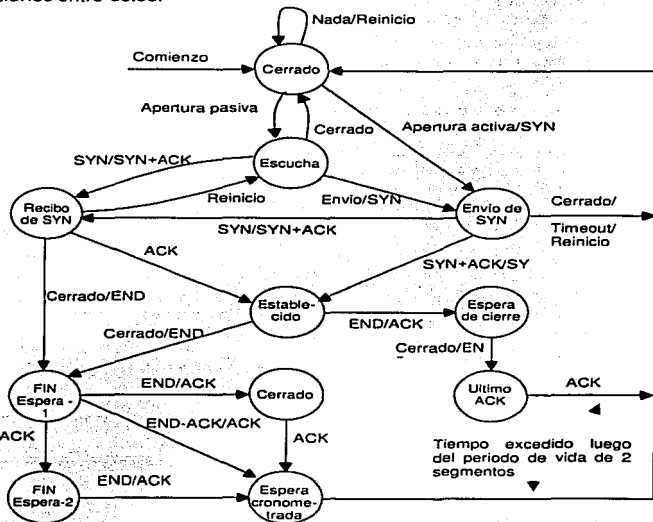 ciones entre estos.
Nada/Reinicio
Comienzo
Cerrado
Apertura pasiva
Cerrado
Apertura activa/SYN
SYN/SYN+ACK
Escucha
Reinicio
Envío/SYN
Recibo
de SYN
Envío de
SYN
Cerrado/
Timeout/
Reinicio
SYN/SYN+ACK
ACK
SYN+ACK/SY
Cerrado/END
Estable-
cido
Espera
de cierre
END/ACK
Cerrado/END
Cerrado/EN
FIN
Espera -
1
END/ACK
Cerrado
Ultimo
ACK
ACK
END-ACK/ACK
ACK
ACK
Tiempo excedido luego
del periodo de vida de 2
segmentos
FIN
Espera-2
END/ACK
Espera
cronome-
trada